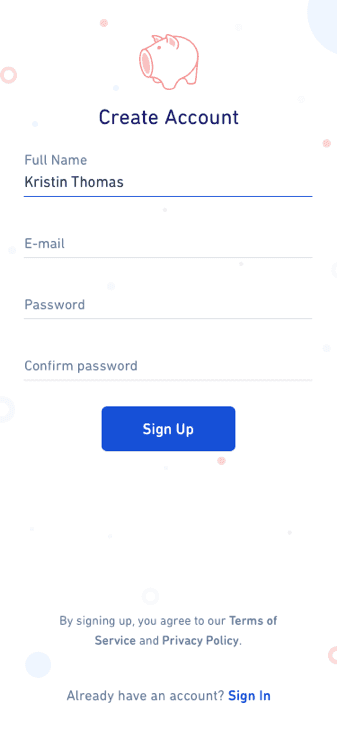 Create Account
Full Name
Kristin Thomas
E-mail
Password
Confirm password
Sign Up
By signing up, you agree to our Terms of
Service and Privacy Policy.
Already have an account? Sign In